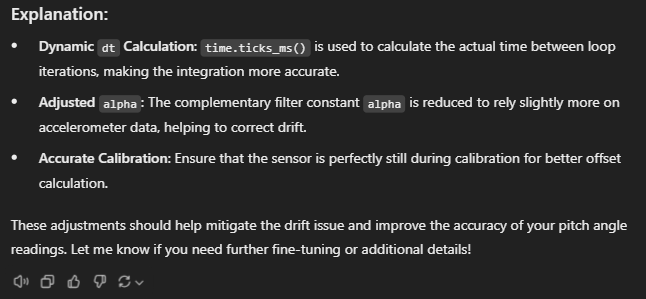 Explanation:
• Dynamic dt Calculation: time.ticks_ms() is used to calculate the actual time between loop
iterations, making the integration more accurate.
• Adjusted alpha: The complementary filter constant alpha is reduced to rely slightly more on
accelerometer data, helping to correct drift.
• Accurate Calibration: Ensure that the sensor is perfectly still during calibration for better offset
calculation.
These adjustments should help mitigate the drift issue and improve the accuracy of your pitch angle
readings. Let me know if you need further fine-tuning or additional details!